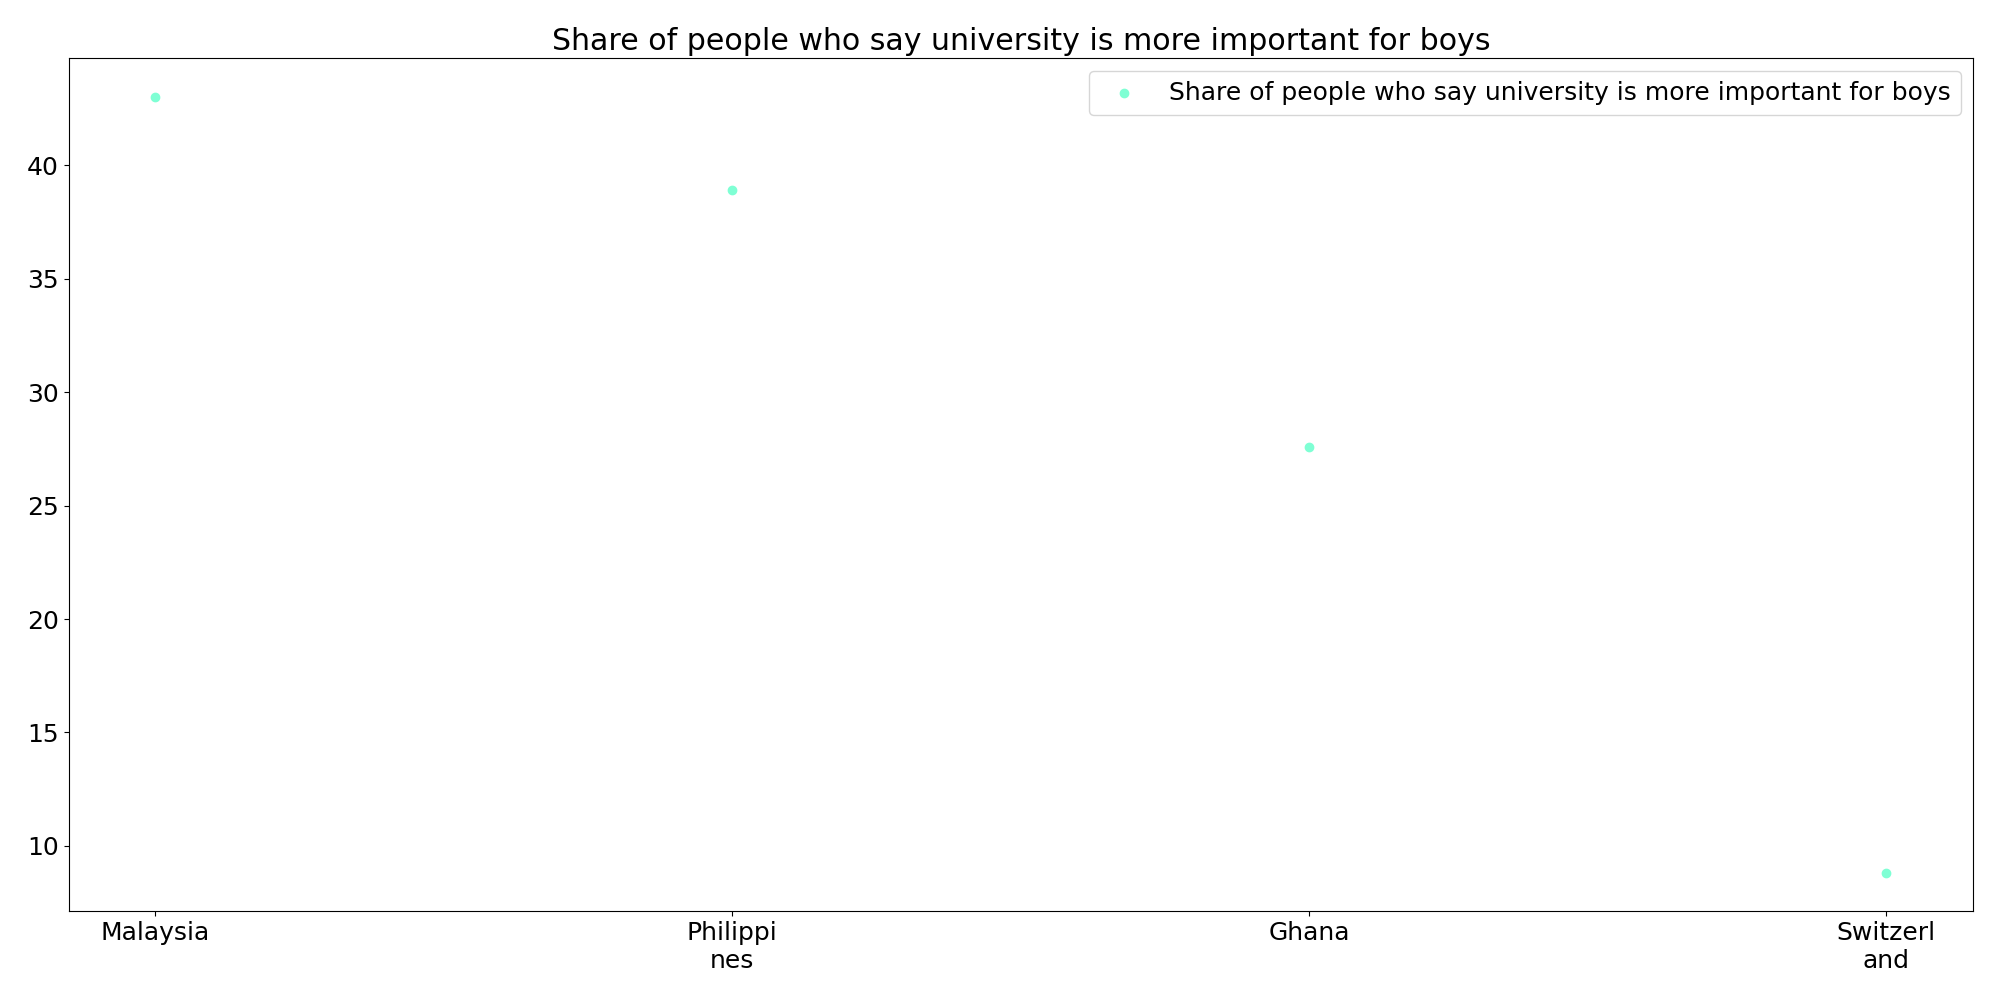 Share of people who say university is more important for boys
Share of people who say university is more important for boys
40
35
30
25
20
15
10
Malaysia
Philippi
nes
Ghana
Switzerl
and